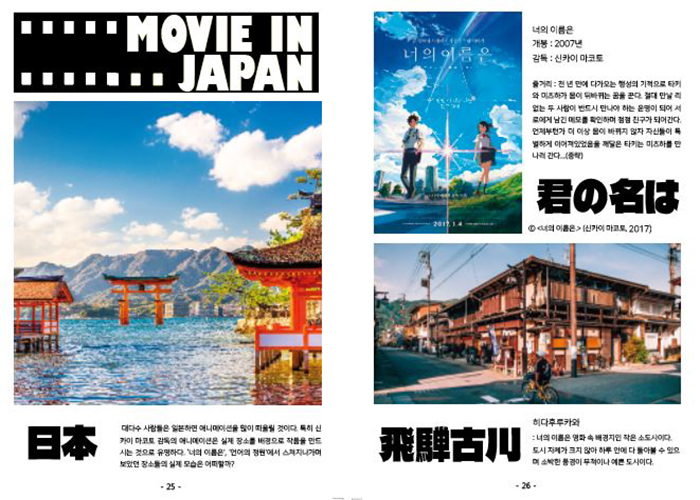 MOVIE IN
JAPAN
日本
대다수 사람들은 일본하면 애니메이션을 많이 떠올릴 것이다. 특히 신
카이 마코토 감독의 애니메이션은 실제 장소를 배경으로 작품을 만드
시는 것으로 유명하다. '너의 이름은', '언어의 정원'에서 스쳐지나가며
보았던 장소들의 실제 모습은 어떠할까?
- 25 -
너의 이름은
2017.1.4
너의 이름은
개봉 : 2007년
감독 : 신카이 마코토
줄거리 : 천 년 만에 다가오는 혜성의 기적으로 타키
와 미츠하가 몸이 뒤바뀌는 꿈을 꾼다. 절대 만날 리
없는 두 사람이 반드시 만나야 하는 운명이 되어 서
로에게 남긴 메모를 확인하며 점점 친구가 되어간다.
언제부턴가 더 이상 몸이 바뀌지 않자 자신들이 특
별하게 이어져있었음을 깨달은 타키는 미츠하를 만
나러 간다...(중략)
君の名は
© <너의 이름은.> (신카이 마코토, 2017)
飛騨古川
히다후루카와
: 너의 이름은 영화 속 배경지인 작은 소도시이다.
도시 자체가 크지 않아 하루 안에 다 돌아볼 수 있으
며 소박한 풍경이 무척이나 예쁜 도시이다.
- 26 -